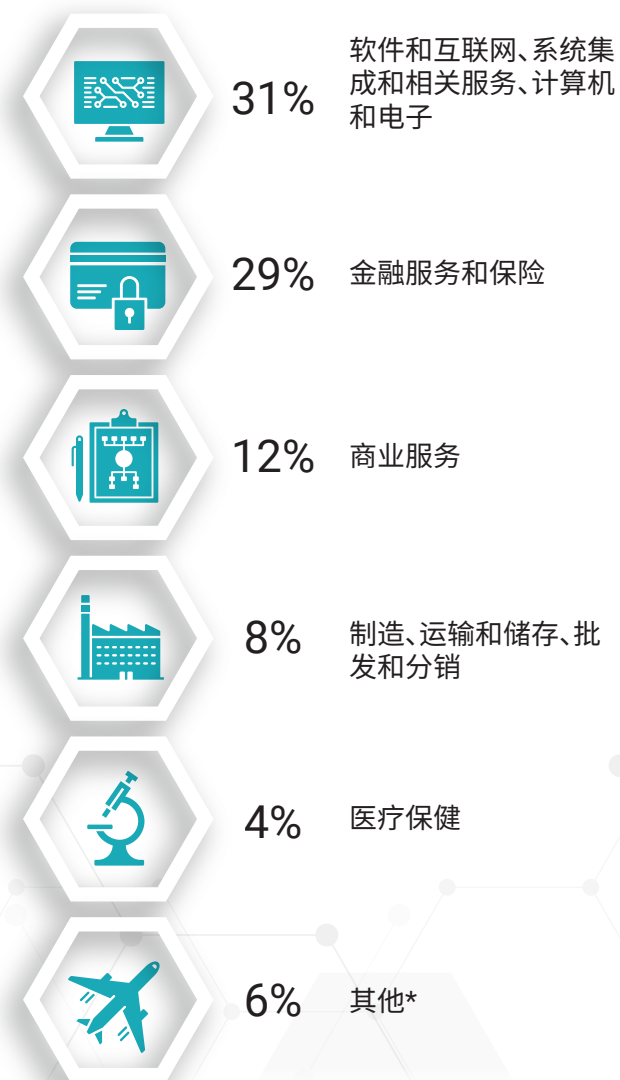 31%
软件和互联网、系统集
成和相关服务、计算机
和电子
29%
金融服务和保险
12%
商业服务
8%
制造、运输和储存、批
发和分销
4%
医疗保健
6%
其他*